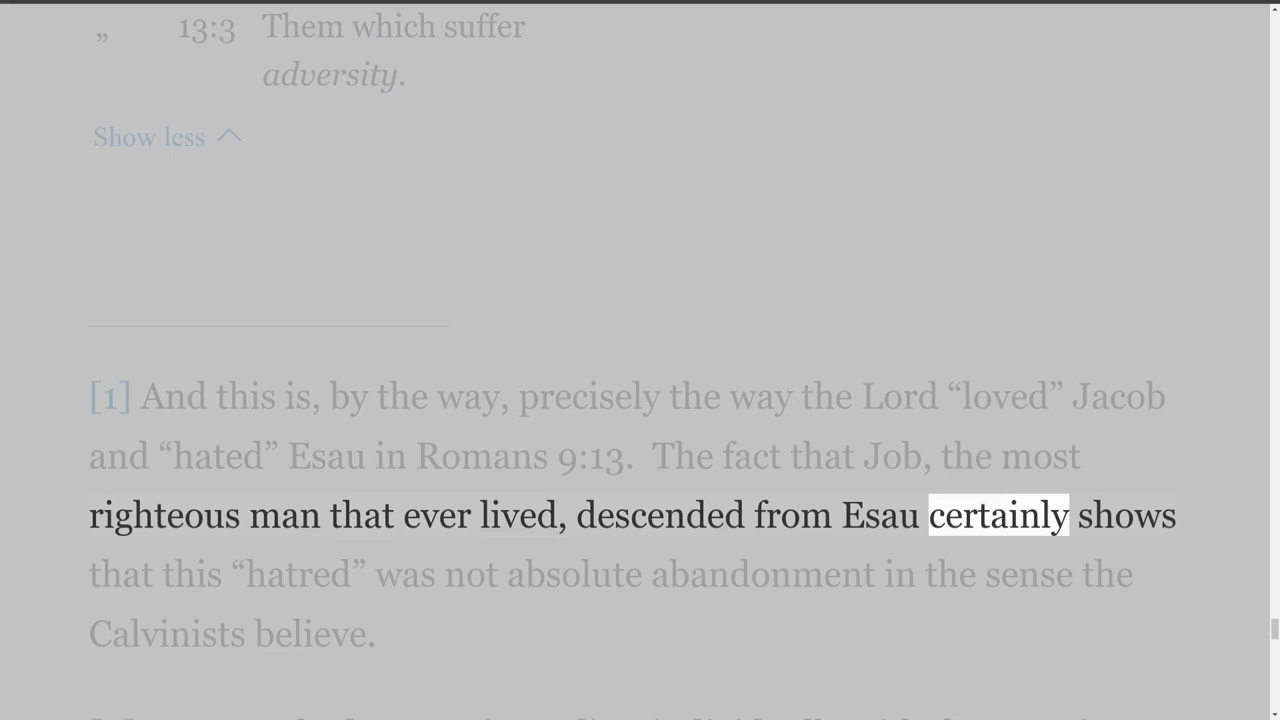 „ 13:3 Them which suffer
adversity.
Show less
[1] And this is, by the way, precisely the way the Lord “loved” Jacob
and “hated” Esau in Romans 9:13.  The fact that Job, the most
righteous man that ever lived, descended from Esau certainly shows
that this “hatred” was not absolute abandonment in the sense the
Calvinists believe.